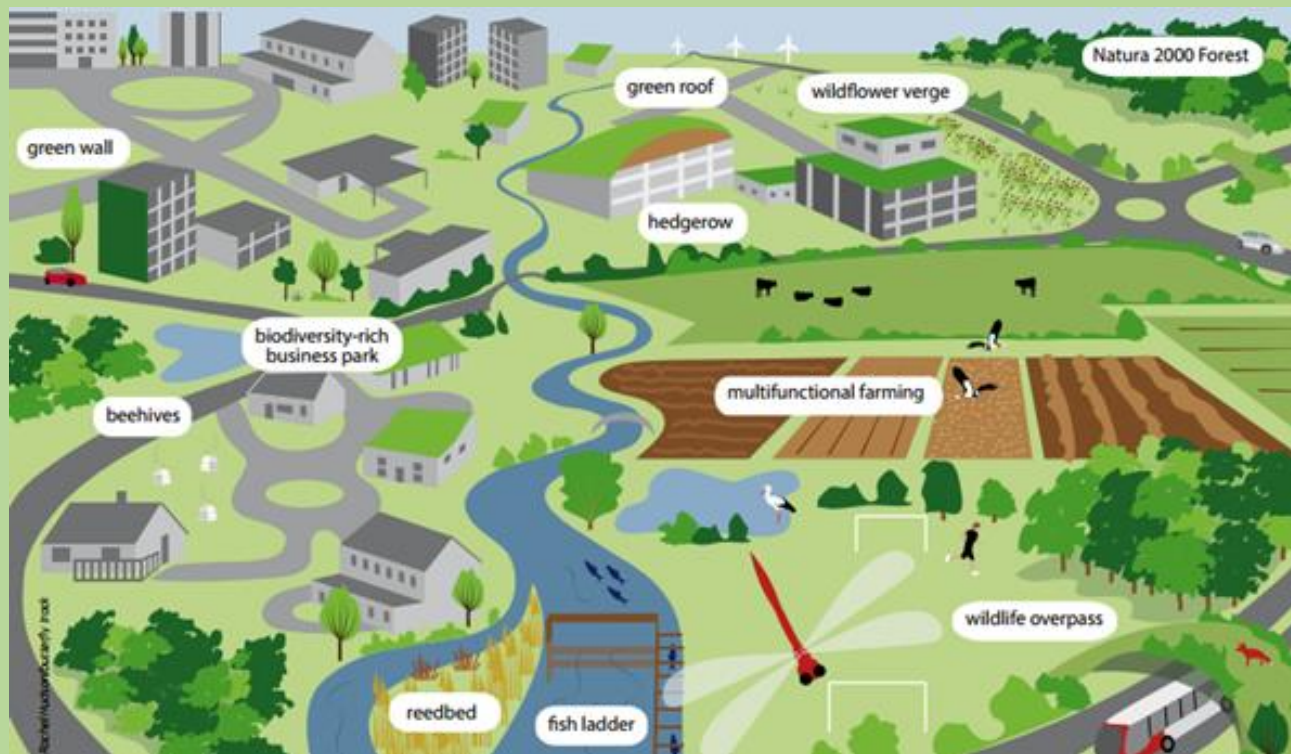 Natura 2000 Forest
green roof
wildflower verge
green wall
hedgerow
biodiversity-rich
business park
multifunctional farming
beehives
wildlife overpass
reedbed
fish ladder